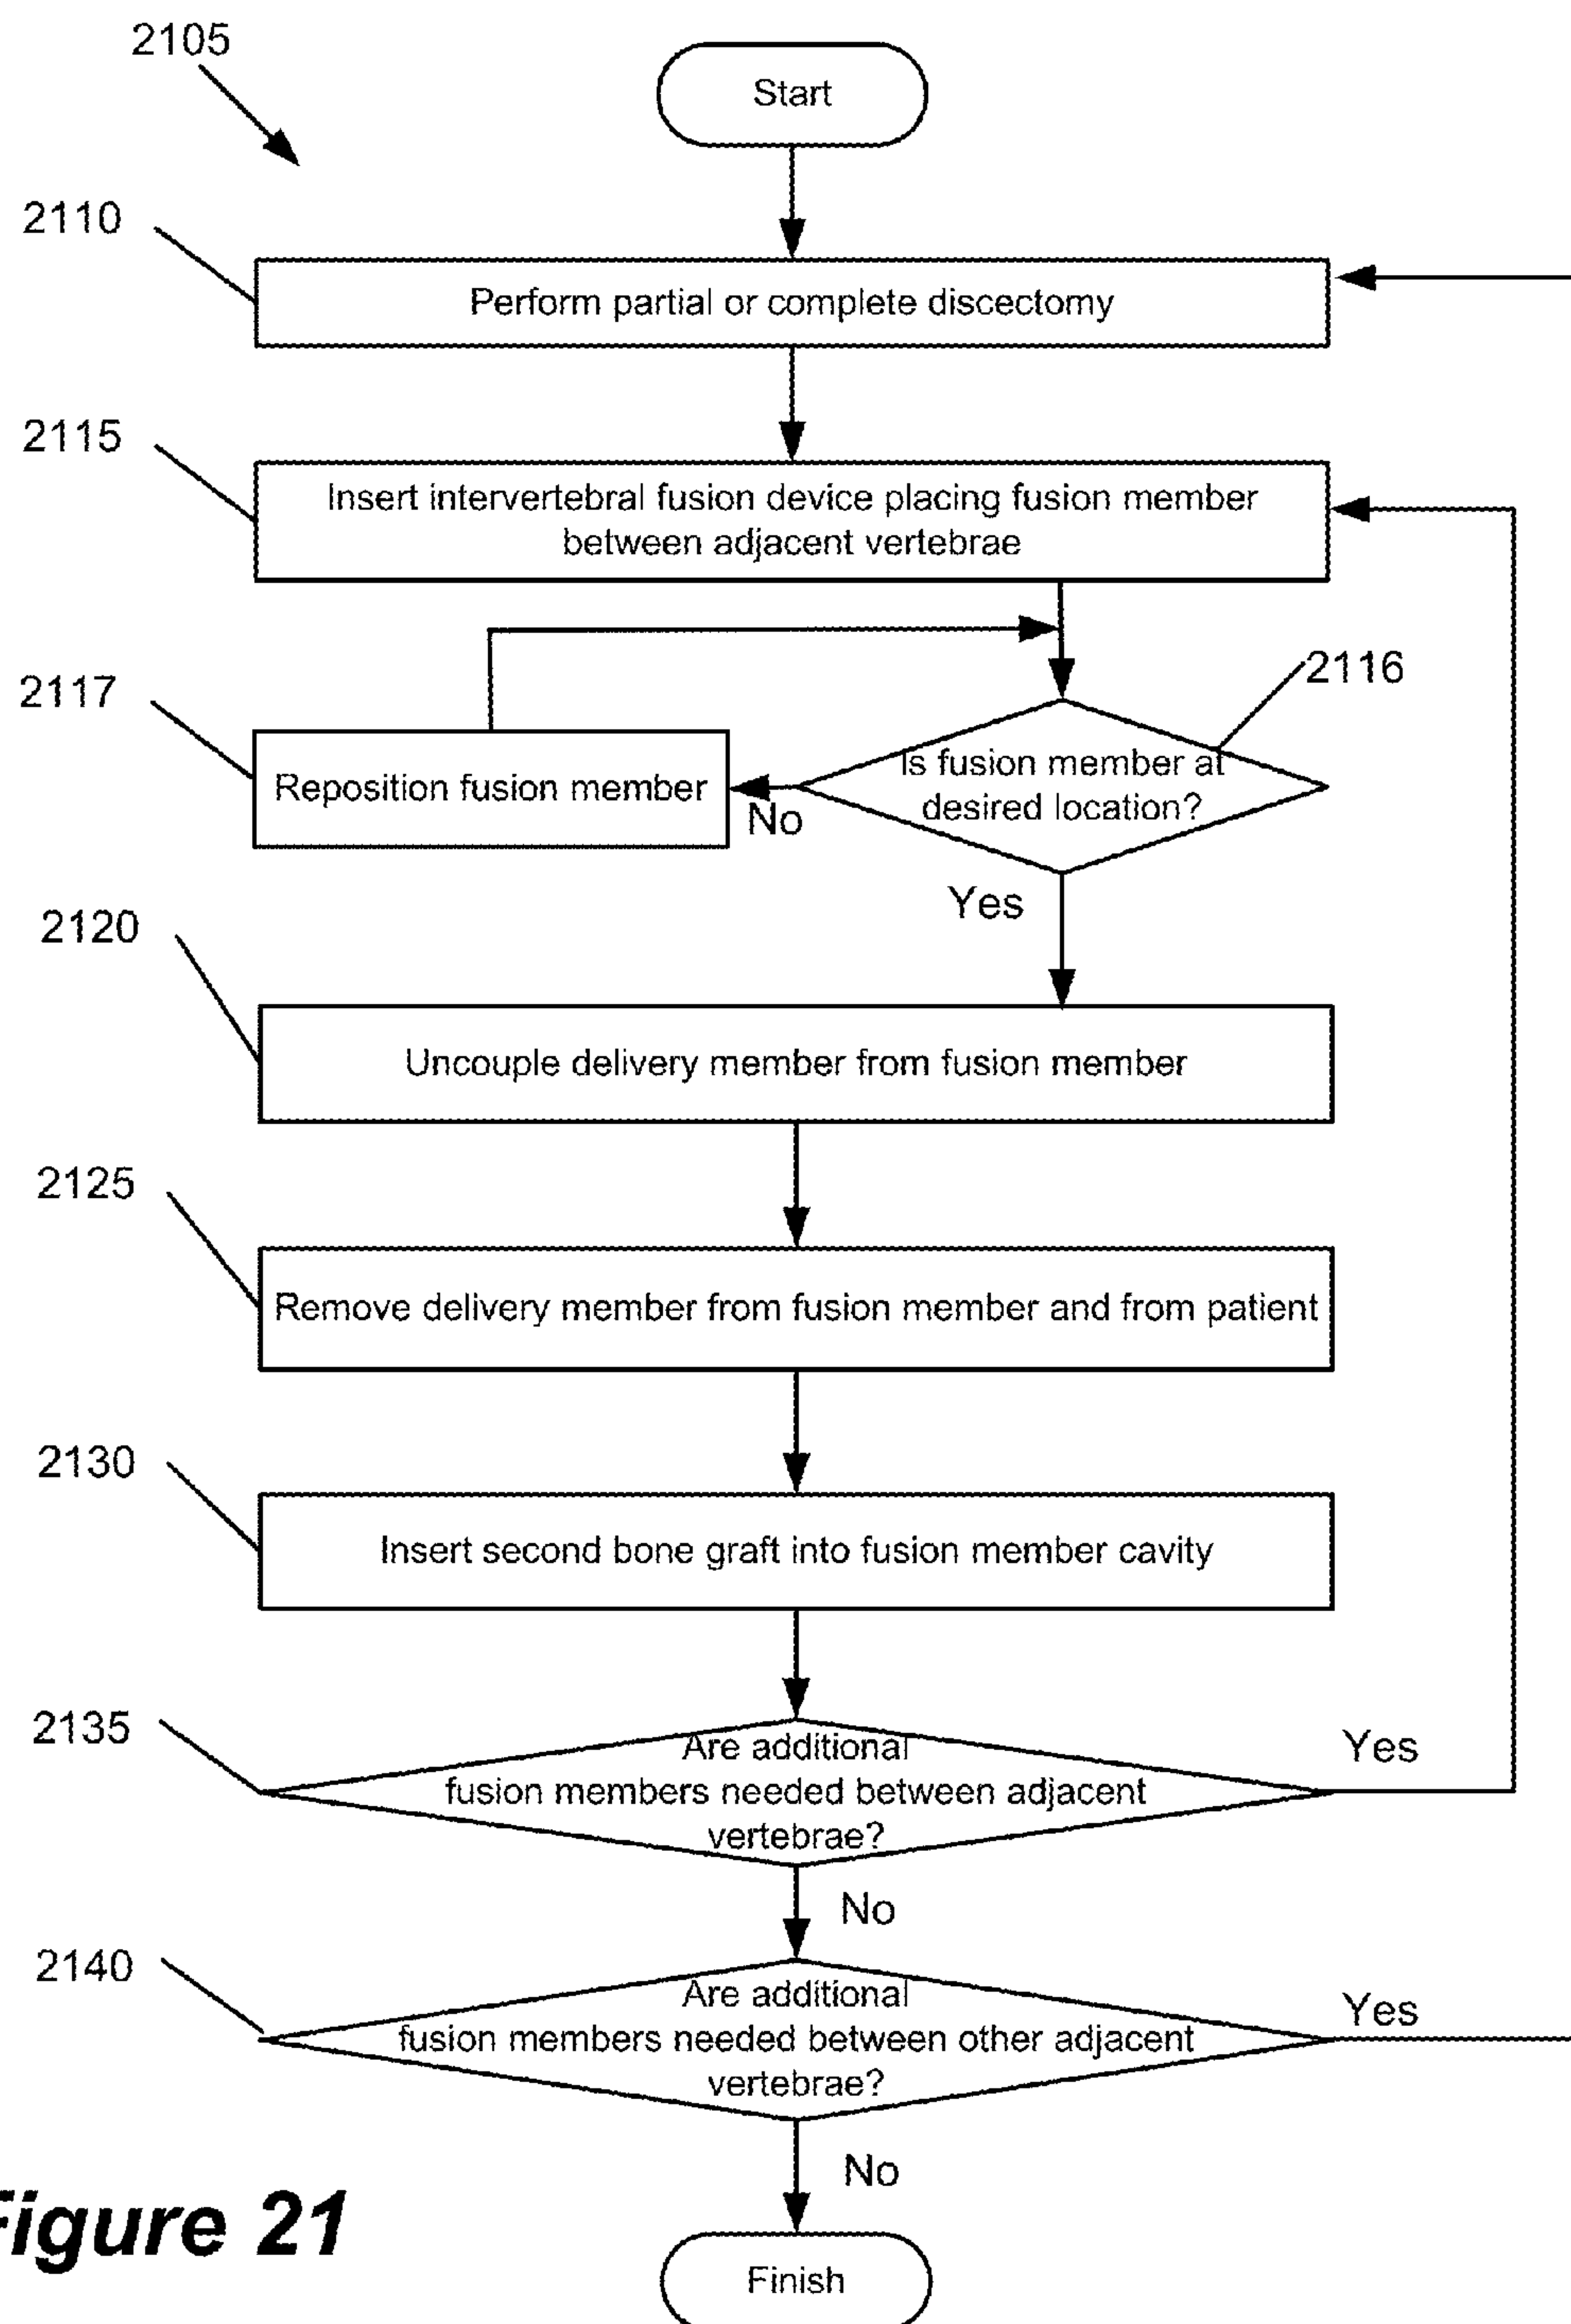 2105
Start
2110
Perform partial or complete discectomy
2115
Insert intervertebral fusion device placing fusion member
between adjacent vertebrae
2116
2117
Reposition fusion member
No
Is fusion member at
desired location?
Yes
2120
Uncouple delivery member from fusion member
2125
Remove delivery member from fusion member and from patient
2130
Insert second bone graft into fusion member cavity
2135
Are additional
fusion members needed between adjacent
vertebrae?
Yes
No
2140
Are additional
fusion members needed between other adjacent
vertebrae?
Yes
No
Figure 21
Finish